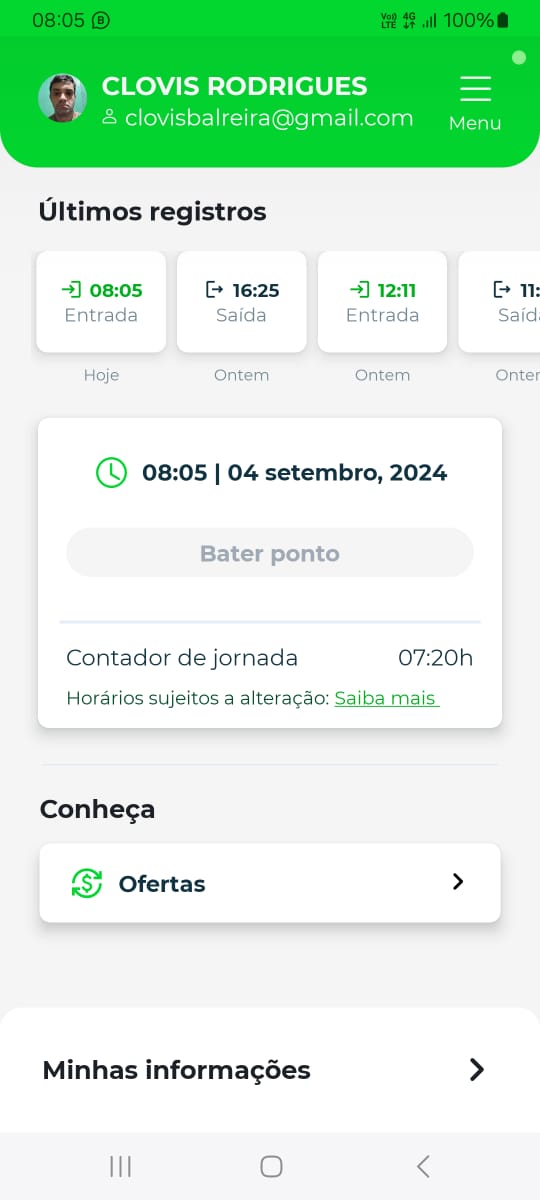 08:05
Vo)) LTE 4G 100%
CLOVIS RODRIGUES
clovisbalreira@gmail.com
Menu
Últimos registros
08:05 16:25 12:11 11:
Entrada Saída Entrada Saíd
Hoje Ontem Ontem Onte
08:05 | 04 setembro, 2024
Bater ponto
Contador de jornada 07:20h
Horários sujeitos a alteração: Saiba mais
Conheça
Ofertas
Minhas informações